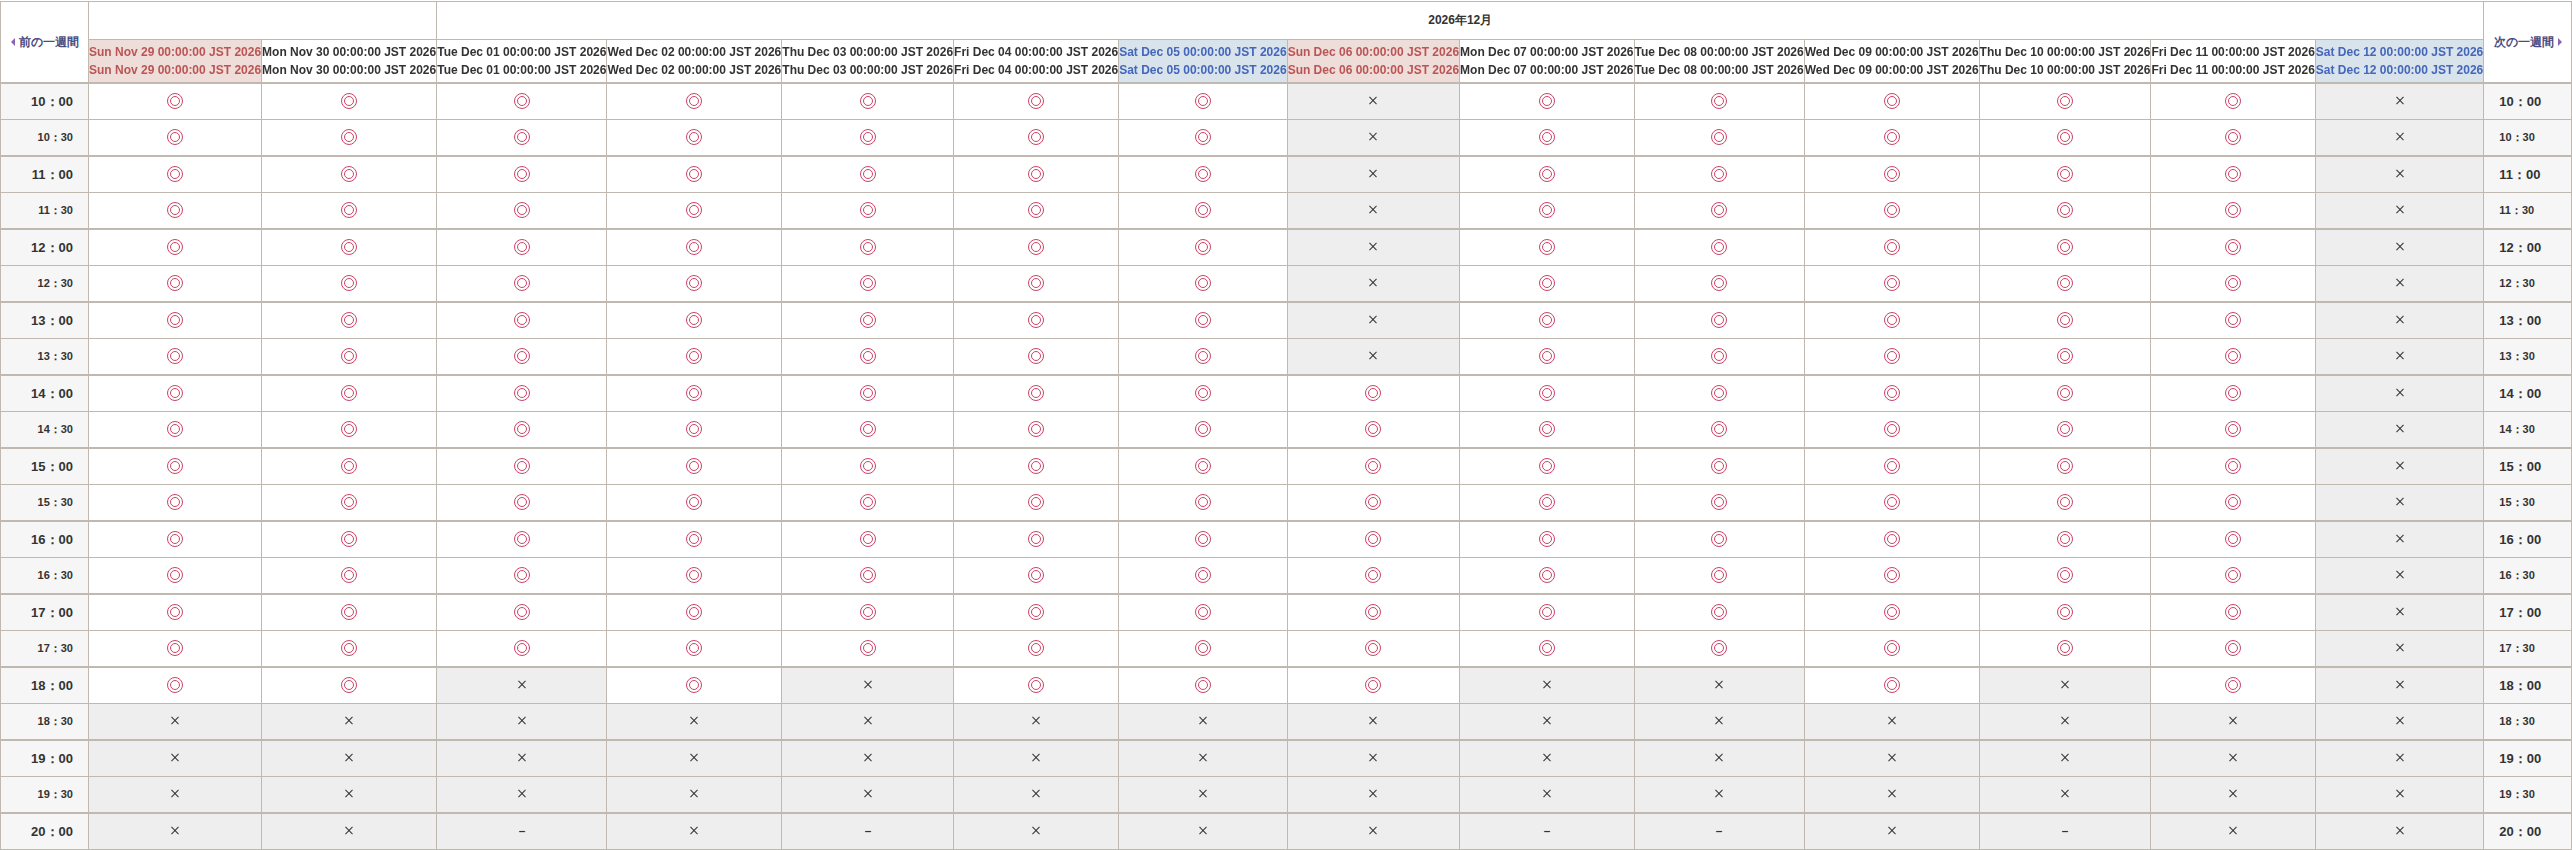 2026年12月
前の一週間
次の一週間
Sun Nov 29 00:00:00 JST 2026 Mon Nov 30 00:00:00 JST 2026 Tue Dec 01 00:00:00 JST 2026 Wed Dec 02 00:00:00 JST 2026 Thu Dec 03 00:00:00 JST 2026 Fri Dec 04 00:00:00 JST 2026 Sat Dec 05 00:00:00 JST 2026 Sun Dec 06 00:00:00 JST 2026 Mon Dec 07 00:00:00 JST 2026 Tue Dec 08 00:00:00 JST 2026 Wed Dec 09 00:00:00 JST 2026 Thu Dec 10 00:00:00 JST 2026 Fri Dec 11 00:00:00 JST 2026 Sat Dec 12 00:00:00 JST 2026
Sun Nov 29 00:00:00 JST 2026 Mon Nov 30 00:00:00 JST 2026 Tue Dec 01 00:00:00 JST 2026 Wed Dec 02 00:00:00 JST 2026 Thu Dec 03 00:00:00 JST 2026 Fri Dec 04 00:00:00 JST 2026 Sat Dec 05 00:00:00 JST 2026 Sun Dec 06 00:00:00 JST 2026 Mon Dec 07 00:00:00 JST 2026 Tue Dec 08 00:00:00 JST 2026 Wed Dec 09 00:00:00 JST 2026 Thu Dec 10 00:00:00 JST 2026 Fri Dec 11 00:00:00 JST 2026 Sat Dec 12 00:00:00 JST 2026
10：00 ◎ ◎ ◎ ◎ ◎ ◎ ◎ × ◎ ◎ ◎ ◎ ◎ × 10：00
10：30 ◎ ◎ ◎ ◎ ◎ ◎ ◎ × ◎ ◎ ◎ ◎ ◎ × 10：30
11：00 ◎ ◎ ◎ ◎ ◎ ◎ ◎ × ◎ ◎ ◎ ◎ ◎ × 11：00
11：30 ◎ ◎ ◎ ◎ ◎ ◎ ◎ × ◎ ◎ ◎ ◎ ◎ × 11：30
12：00 ◎ ◎ ◎ ◎ ◎ ◎ ◎ × ◎ ◎ ◎ ◎ ◎ × 12：00
12：30 ◎ ◎ ◎ ◎ ◎ ◎ ◎ × ◎ ◎ ◎ ◎ ◎ × 12：30
13：00 ◎ ◎ ◎ ◎ ◎ ◎ ◎ × ◎ ◎ ◎ ◎ ◎ × 13：00
13：30 ◎ ◎ ◎ ◎ ◎ ◎ ◎ × ◎ ◎ ◎ ◎ ◎ × 13：30
14：00 ◎ ◎ ◎ ◎ ◎ ◎ ◎ ◎ ◎ ◎ ◎ ◎ ◎ × 14：00
14：30 ◎ ◎ ◎ ◎ ◎ ◎ ◎ ◎ ◎ ◎ ◎ ◎ ◎ × 14：30
15：00 ◎ ◎ ◎ ◎ ◎ ◎ ◎ ◎ ◎ ◎ ◎ ◎ ◎ × 15：00
15：30 ◎ ◎ ◎ ◎ ◎ ◎ ◎ ◎ ◎ ◎ ◎ ◎ ◎ × 15：30
16：00 ◎ ◎ ◎ ◎ ◎ ◎ ◎ ◎ ◎ ◎ ◎ ◎ ◎ × 16：00
16：30 ◎ ◎ ◎ ◎ ◎ ◎ ◎ ◎ ◎ ◎ ◎ ◎ ◎ × 16：30
17：00 ◎ ◎ ◎ ◎ ◎ ◎ ◎ ◎ ◎ ◎ ◎ ◎ ◎ × 17：00
17：30 ◎ ◎ ◎ ◎ ◎ ◎ ◎ ◎ ◎ ◎ ◎ ◎ ◎ × 17：30
18：00 ◎ ◎ × ◎ × ◎ ◎ ◎ × × ◎ × ◎ × 18：00
18：30 × × × × × × × × × × × × × × 18：30
19：00 × × × × × × × × × × × × × × 19：00
19：30 × × × × × × × × × × × × × × 19：30
20：00 × × － × － × × × － － × － × × 20：00